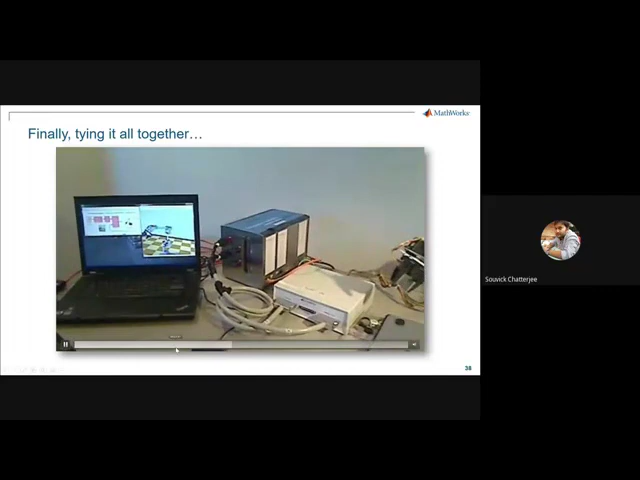 MathWorks
Finally, tying it all together...
Souvick Chatterjee
38